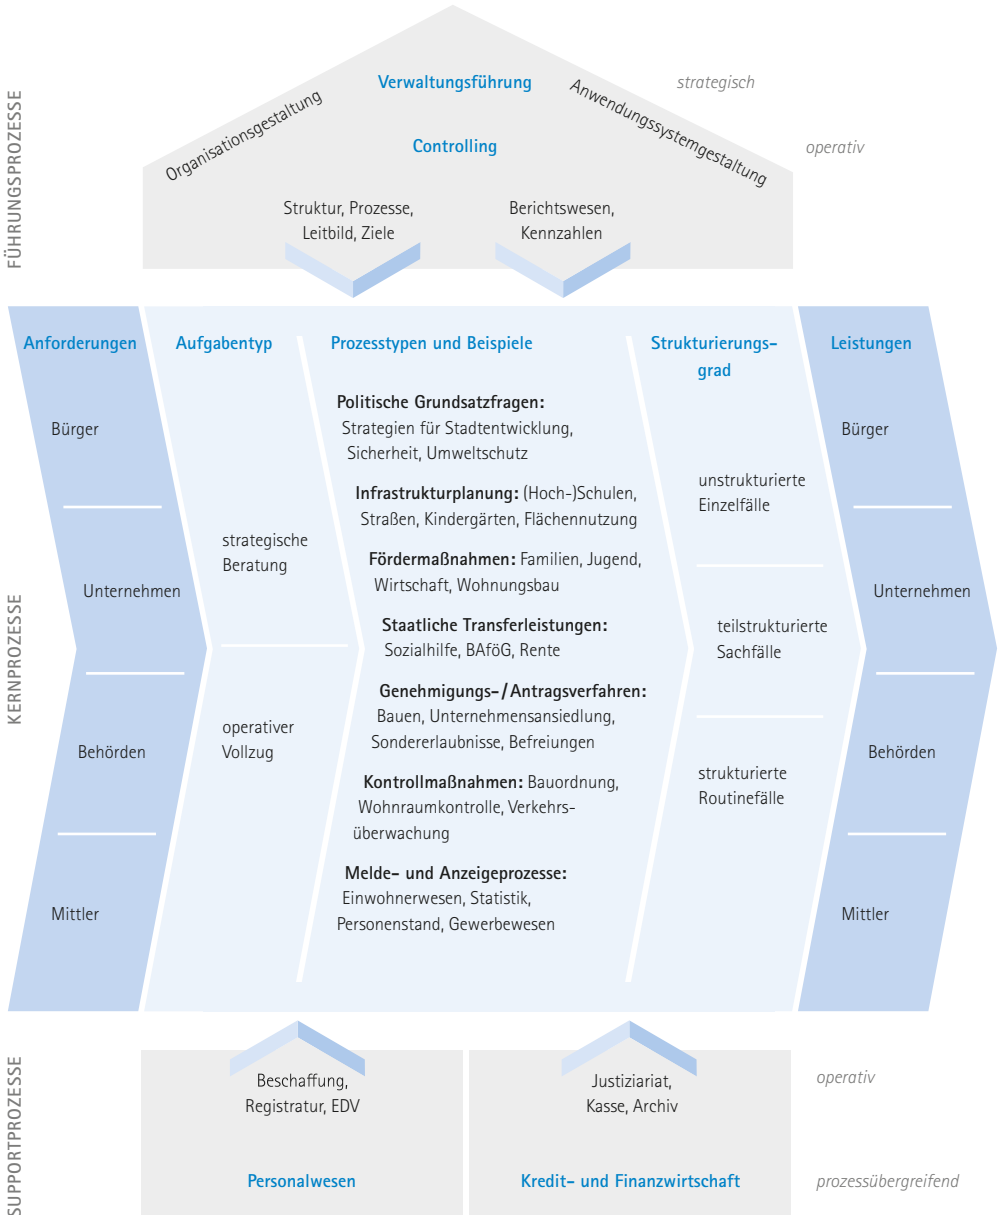 FÜHRUNGSPROZESSE
Verwaltungsführung
strategisch
Organisationsgestaltung
Anwendungssystemgestaltung
Controlling
operativ
Struktur, Prozesse,
Leitbild, Ziele
Berichtswesen,
Kennzahlen
KERNPROZESSE
Anforderungen
Bürger
Unternehmen
Behörden
Mittler
Aufgabentyp
strategische
Beratung
operativer
Vollzug
Prozesstypen und Beispiele
Politische Grundsatzfragen:
Strategien für Stadtentwicklung,
Sicherheit, Umweltschutz
Infrastrukturplanung: (Hoch-)Schulen,
Straßen, Kindergärten, Flächennutzung
Fördermaßnahmen: Familien, Jugend,
Wirtschaft, Wohnungsbau
Staatliche Transferleistungen:
Sozialhilfe, BAföG, Rente
Genehmigungs-/Antragsverfahren:
Bauen, Unternehmensansiedlung,
Sondererlaubnisse, Befreiungen
Kontrollmaßnahmen: Bauordnung,
Wohnraumkontrolle, Verkehrs-
überwachung
Melde- und Anzeigeprozesse:
Einwohnerwesen, Statistik,
Personenstand, Gewerbewesen
Strukturierungs-
grad
unstrukturierte
Einzelfälle
teilstrukturierte
Sachfälle
strukturierte
Routinefälle
Leistungen
Bürger
Unternehmen
Behörden
Mittler
SUPPORTPROZESSE
Beschaffung,
Registratur, EDV
Justiziariat,
Kasse, Archiv
operativ
Personalwesen
Kredit- und Finanzwirtschaft
prozessübergreifend